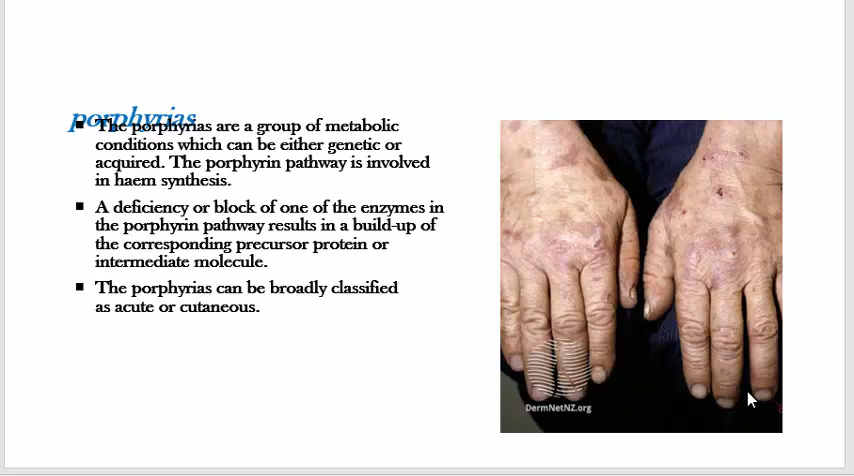 porphyrias
■ The porphyrias are a group of metabolic
conditions which can be either genetic or
acquired. The porphyrin pathway is involved
in haem synthesis.
■ A deficiency or block of one of the enzymes in
the porphyrin pathway results in a build-up of
the corresponding precursor protein or
intermediate molecule.
■ The porphyrias can be broadly classified
as acute or cutaneous.
DermNetNZ.org